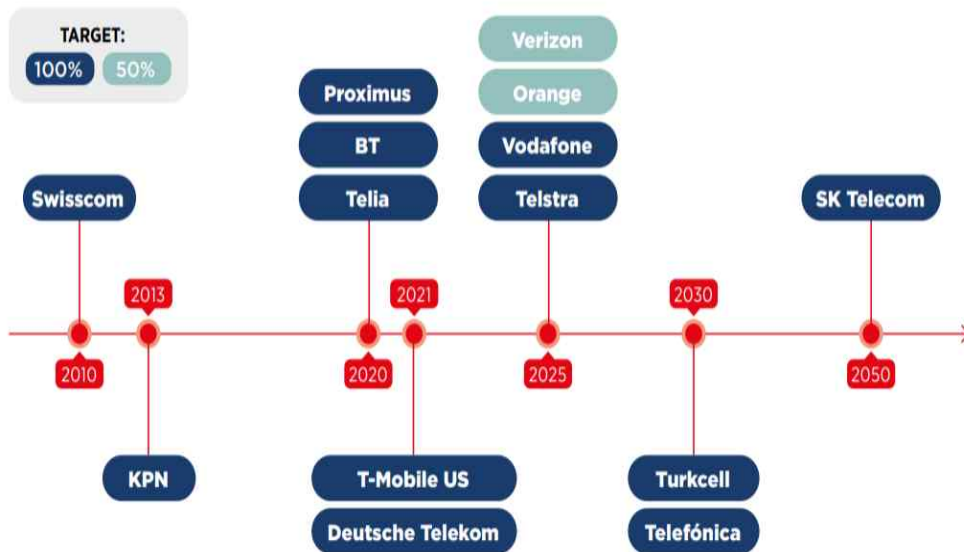 TARGET:
100% 50%
Verizon
Orange
Proximus
BT
Vodafone
Swisscom
Telia
Telstra
SK Telecom
2013
2021
2030
2010
2020
2025
2050
KPN
T-Mobile US
Turkcell
Deutsche Telekom
Telefónica